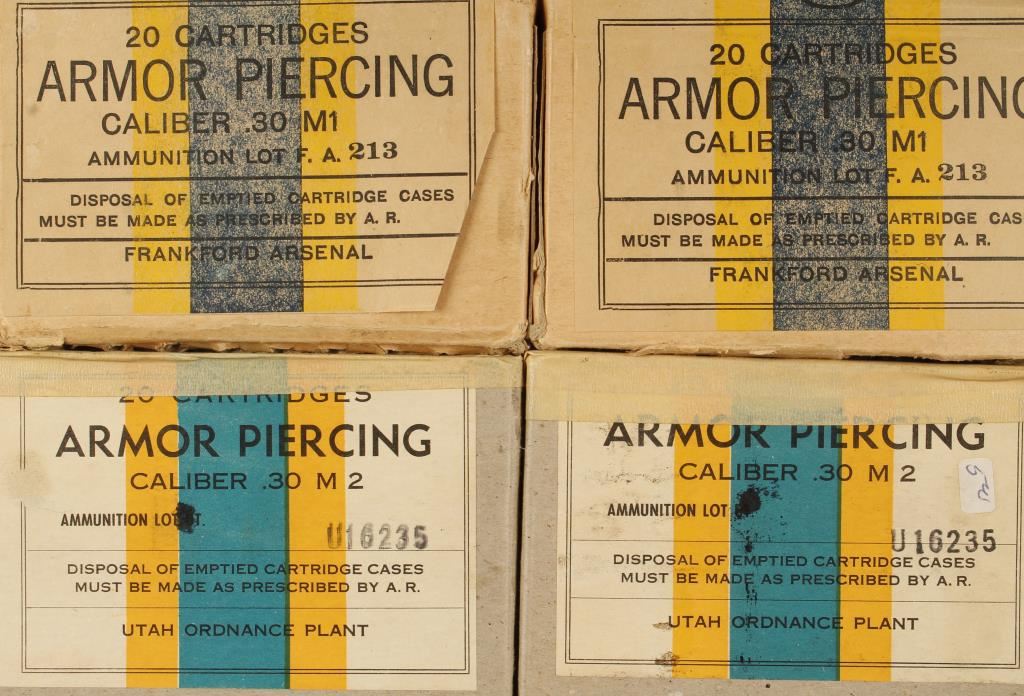 20 CARTRIDGES
ARMOR PIERCING
CALIBER .30 M1
AMMUNITION LOT F. A. 213
DISPOSAL OF EMPTIED CARTRIDGE CASES
MUST BE MADE AS PRESCRIBED BY A. R.
FRANKFORD ARSENAL
20 CARTRIDGES
ARMOR PIERCING
CALIBER .30 M1
AMMUNITION LOT F. A. 213
DISPOSAL OF EMPTIED CARTRIDGE CAS
MUST BE MADE AS PRESCRIBED BY A. R.
FRANKFORD ARSENAL
20 CARTRIDGES
ARMOR PIERCING
CALIBER .30 M 2
AMMUNITION LOT
U16235
DISPOSAL OF EMPTIED CARTRIDGE CASES
MUST BE MADE AS PRESCRIBED BY A. R.
UTAH ORDNANCE PLANT
ARMOR PIERCING
CALIBER .30 M 2
AMMUNITION LOT
U16235
DISPOSAL OF EMPTIED CARTRIDGE CASES
MUST BE MADE AS PRESCRIBED BY A. R.
UTAH ORDNANCE PLANT